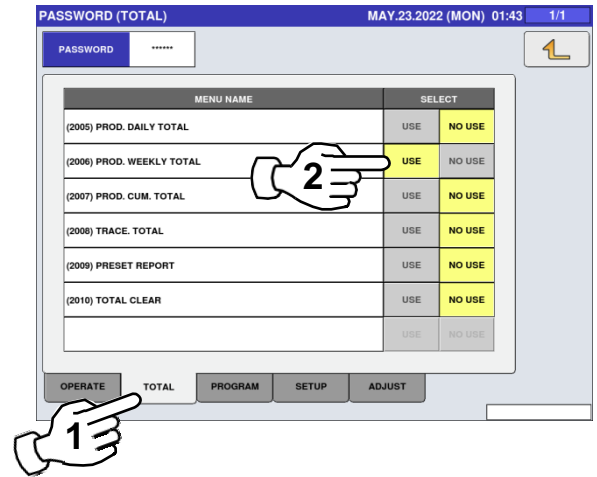 PASSWORD (TOTAL) MAY.23.2022 (MON) 01:43 1/1
PASSWORD ******
MENU NAME SELECT
(2005) PROD. DAILY TOTAL USE NO USE
(2006) PROD. WEEKLY TOTAL USE NO USE
2
(2007) PROD. CUM. TOTAL USE NO USE
(2008) TRACE. TOTAL USE NO USE
(2009) PRESET REPORT USE NO USE
(2010) TOTAL CLEAR USE NO USE
USE NO USE
OPERATE TOTAL PROGRAM SETUP ADJUST
1